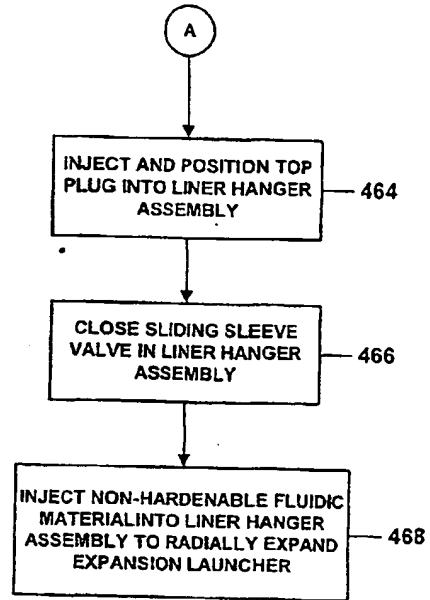 A
INJECT AND POSITION TOP
PLUG INTO LINER HANGER
ASSEMBLY
464
CLOSE SLIDING SLEEVE
VALVE IN LINER HANGER
ASSEMBLY
466
INJECT NON-HARDENABLE FLUIDIC
MATERIALINTO LINER HANGER
ASSEMBLY TO RADIALLY EXPAND
EXPANSION LAUNCHER
468